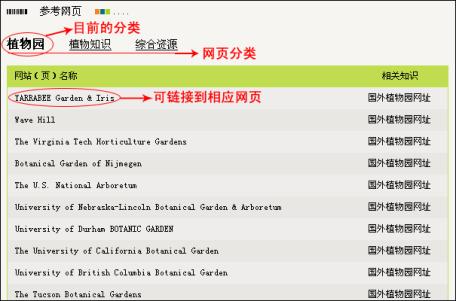 参考网页 ....
目前的分类
植物园 植物知识 综合资源
网页分类
网站(页)名称 相关知识
TARRABEE Garden & Iris 可链接到相应网页 国外植物园网址
Wave Hill 国外植物园网址
The Virginia Tech Horticulture Gardens 国外植物园网址
Botanical Garden of Nijmegen 国外植物园网址
The U.S. National Arboretum 国外植物园网址
University of Nebraska-Lincoln Botanical Garden & Arboretum 国外植物园网址
University of Durham BOTANIC GARDEN 国外植物园网址
The University of California Botanical Garden 国外植物园网址
University of British Columbia Botanical Garden 国外植物园网址
The Tucson Botanical Gardens 国外植物园网址